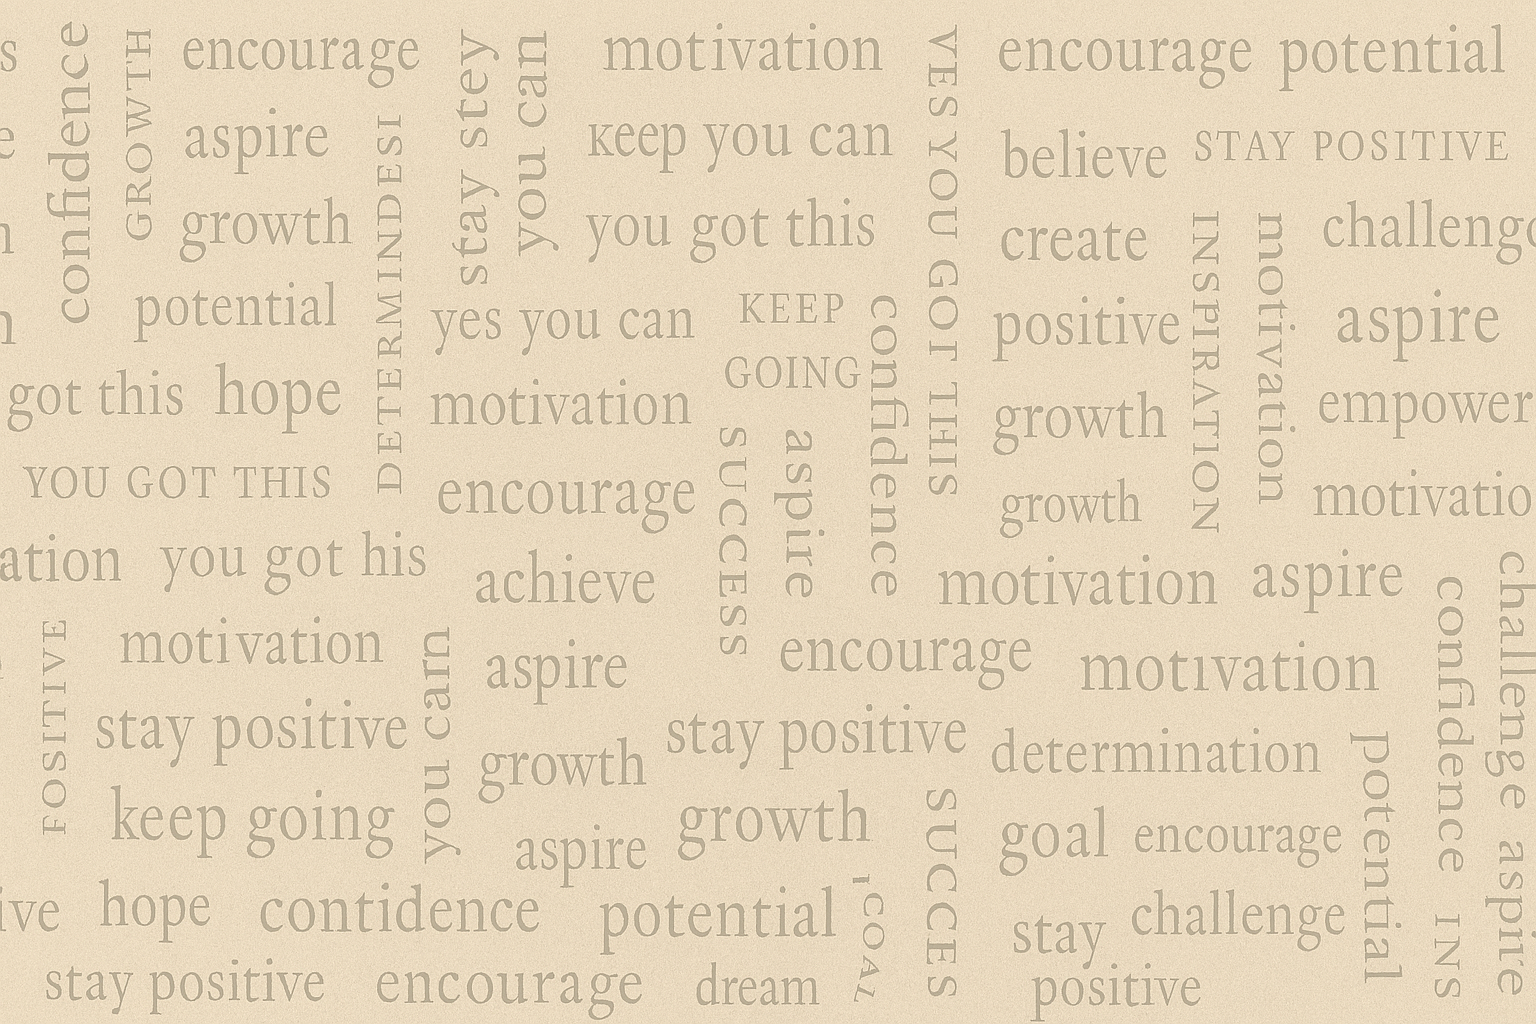 s
confidence
GROWTH
encourage
stay stey
you can
motivation
VES YOU GOT THIS
encourage potential
e
aspire
DETERMINDESI
keep you can
believe
STAY POSITIVE
growth
you got this
create
INSPIRATION
motivation
challenge
potential
yes you can
KEEP
GOING
confidence
positive
aspire
got this hope
motivation
growth
empower
YOU GOT THIS
encourage
SUCCESS
aspire
growth
motivatio
ation you got his
achieve
motivation aspire
confidence
challenge aspire
FOSITIVE
motivation
you carn
aspire
encourage
motivation
stay positive
growth
stay positive
determination
potential
keep going
aspire
growth
SUCCES
goal encourage
ive hope contidence
potential
COAL
stay challenge
positive
INS
stay positive encourage dream